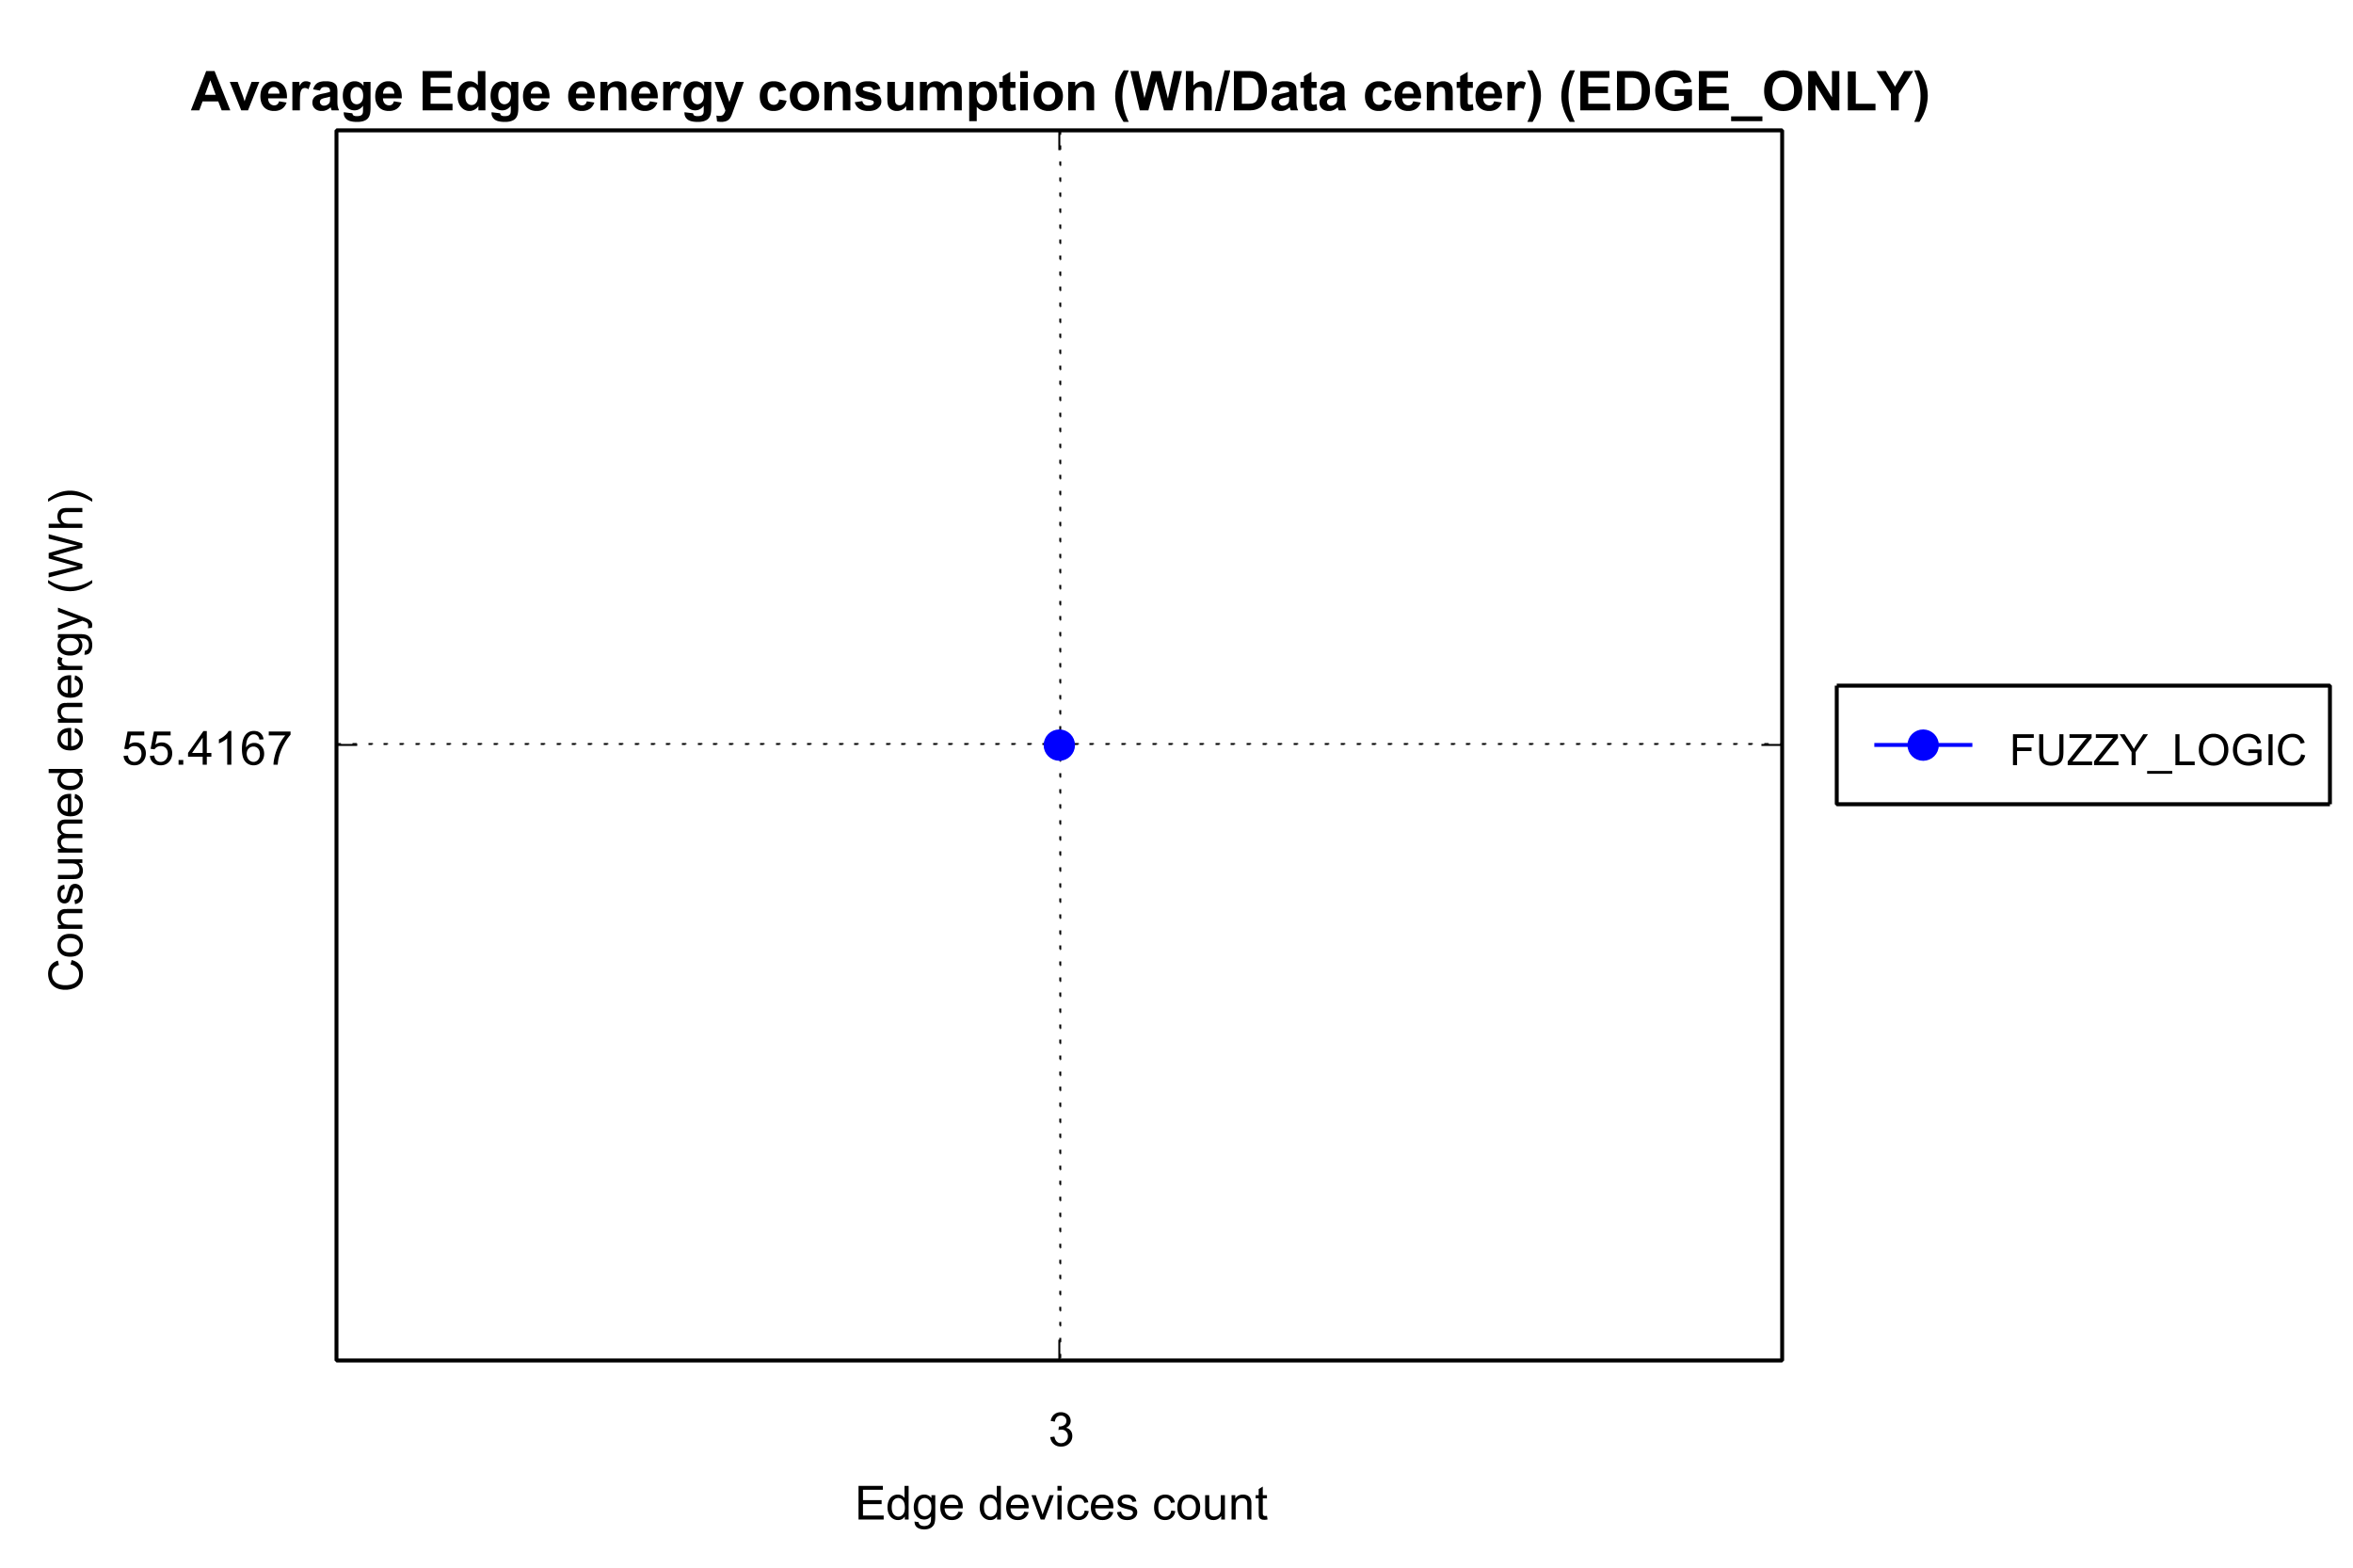 Average Edge energy consumption (Wh/Data center) (EDGE_ONLY)
Consumed energy (Wh)
55.4167
FUZZY_LOGIC
3
Edge devices count